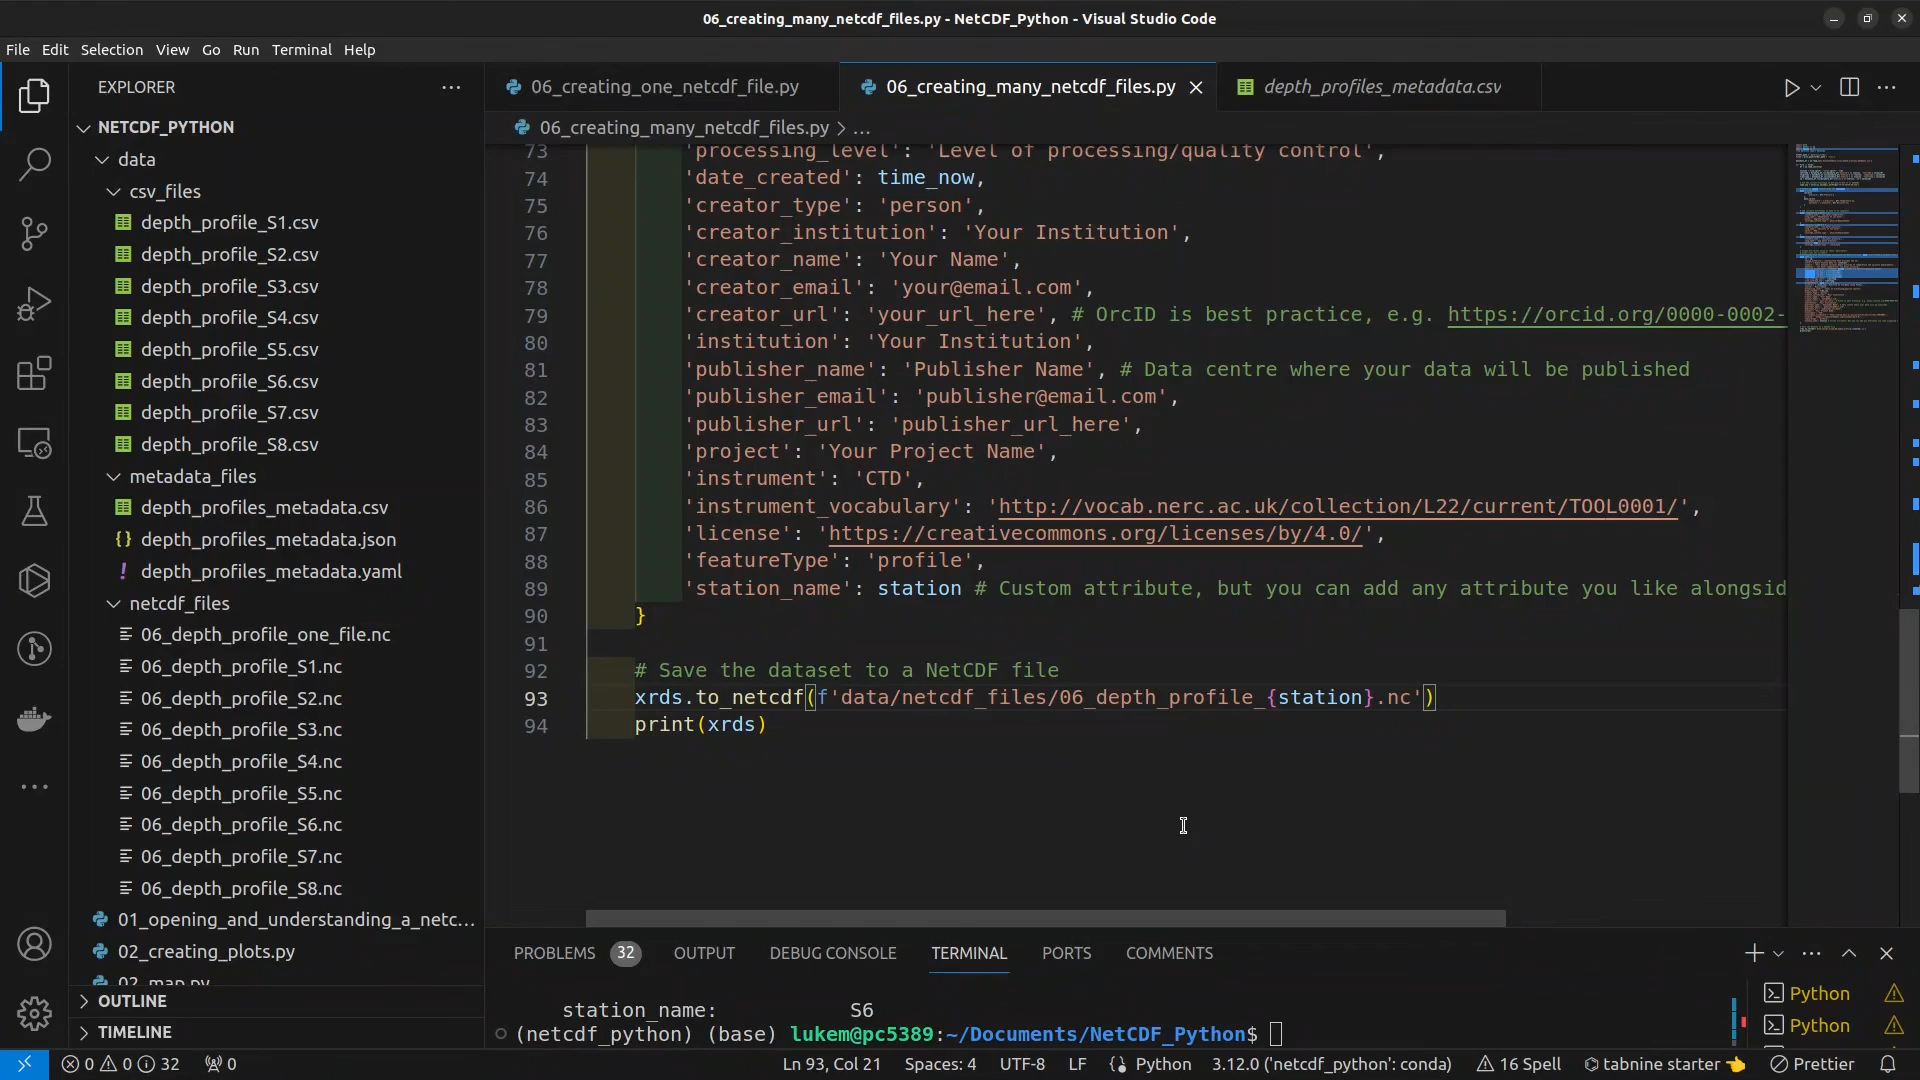 06_creating_many_netcdf_files.py - NetCDF_Python - Visual Studio Code
File Edit Selection View Go Run Terminal Help
EXPLORER
NETCDF_PYTHON
data
csv_files
depth_profile_S1.csv
depth_profile_S2.csv
depth_profile_S3.csv
depth_profile_S4.csv
depth_profile_S5.csv
depth_profile_S6.csv
depth_profile_S7.csv
depth_profile_S8.csv
metadata_files
depth_profiles_metadata.csv
{} depth_profiles_metadata.json
! depth_profiles_metadata.yaml
netcdf_files
06_depth_profile_one_file.nc
06_depth_profile_S1.nc
06_depth_profile_S2.nc
06_depth_profile_S3.nc
06_depth_profile_S4.nc
06_depth_profile_S5.nc
06_depth_profile_S6.nc
06_depth_profile_S7.nc
06_depth_profile_S8.nc
01_opening_and_understanding_a_netc...
02_creating_plots.py
02_map.py
OUTLINE
TIMELINE
06_creating_one_netcdf_file.py 06_creating_many_netcdf_files.py depth_profiles_metadata.csv
06_creating_many_netcdf_files.py > ...
73 'processing_level': 'Level of processing/quality control',
74 'date_created': time_now,
75 'creator_type': 'person',
76 'creator_institution': 'Your Institution',
77 'creator_name': 'Your Name',
78 'creator_email': 'your@email.com',
79 'creator_url': 'your_url_here', # OrcID is best practice, e.g. https://orcid.org/0000-0002-
80 'institution': 'Your Institution',
81 'publisher_name': 'Publisher Name', # Data centre where your data will be published
82 'publisher_email': 'publisher@email.com',
83 'publisher_url': 'publisher_url_here',
84 'project': 'Your Project Name',
85 'instrument': 'CTD',
86 'instrument_vocabulary': 'http://vocab.nerc.ac.uk/collection/L22/current/TOOL0001/',
87 'license': 'https://creativecommons.org/licenses/by/4.0/',
88 'featureType': 'profile',
89 'station_name': station # Custom attribute, but you can add any attribute you like alongsid
90 }
91
92 # Save the dataset to a NetCDF file
93 xrds.to_netcdf(f'data/netcdf_files/06_depth_profile_{station}.nc')
94 print(xrds)
PROBLEMS 32 OUTPUT DEBUG CONSOLE TERMINAL PORTS COMMENTS
station_name: S6
(netcdf_python) (base) lukem@pc5389:~/Documents/NetCDF_Python$
Python
Python
0 0 32 0 Ln 93, Col 21 Spaces: 4 UTF-8 LF {} Python 3.12.0 ('netcdf_python': conda) 16 Spell tabnine starter Prettier